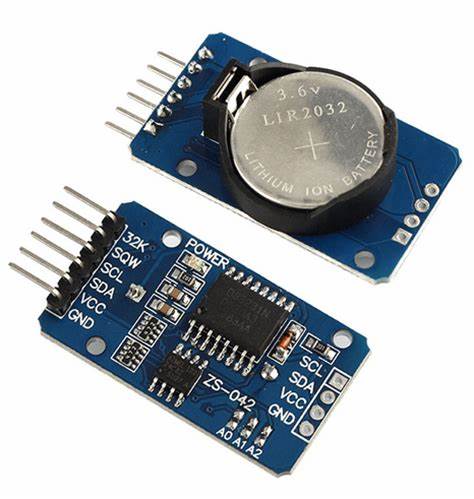 3.6v
LIR2032
LITHIUM ION BATTERY
+
32K
SQW
SCL
SDA
VCC
GND
POWER
ZS-042
A0 A1 A2
SCL
SDA
VCC
GND